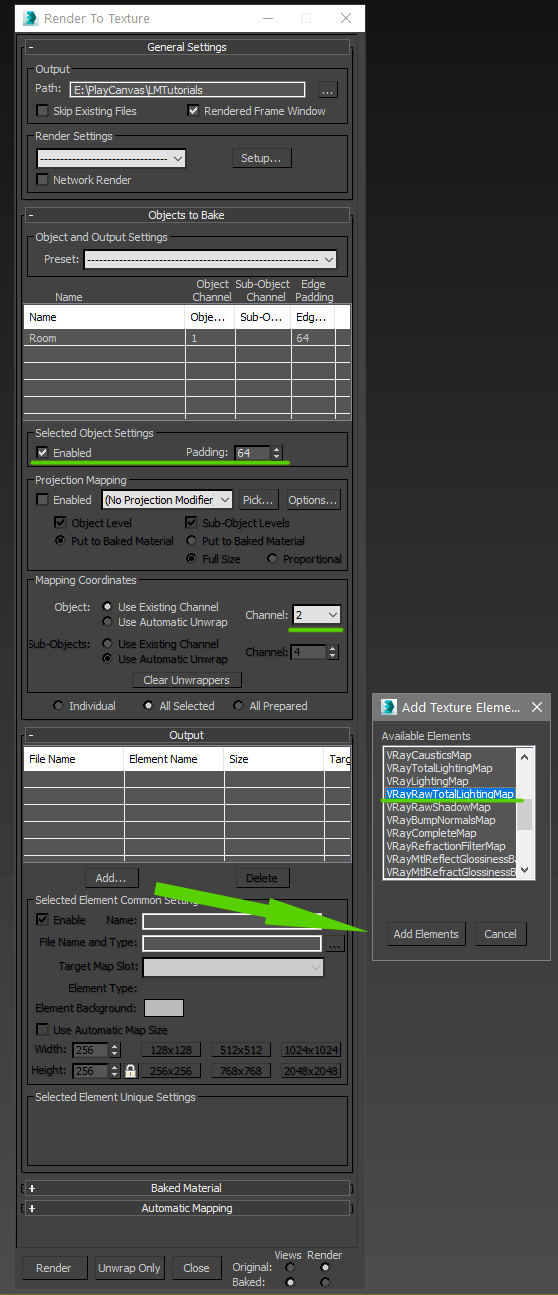 Render To Texture
- General Settings
Output
Path: E:\PlayCanvas\LMTutorials ...
Skip Existing Files Rendered Frame Window
Render Settings
--------------------------------- Setup...
Network Render
- Objects to Bake
Object and Output Settings
Preset: ------------------------------------------------------------
Object Sub-Object Edge
Name Channel Channel Padding
Name Obje... Sub-O... Edg...
Room 1 64
Selected Object Settings
Enabled Padding: 64
Projection Mapping
Enabled (No Projection Modifier Pick... Options...
Object Level Sub-Object Levels
Put to Baked Material Put to Baked Material
Full Size Proportional
Mapping Coordinates
Object: Use Existing Channel Channel: 2
Use Automatic Unwrap
Sub-Objects: Use Existing Channel Channel: 4
Use Automatic Unwrap
Clear Unwrappers
Individual All Selected All Prepared
- Output
File Name Element Name Size Targ
Add... Delete
Selected Element Common Setting
Enable Name:
File Name and Type: ...
Target Map Slot:
Element Type:
Element Background:
Use Automatic Map Size
Width: 256 128x128 512x512 1024x1024
Height: 256 256x256 768x768 2048x2048
Selected Element Unique Settings
+ Baked Material
+ Automatic Mapping
Views Render
Render Unwrap Only Close Original:
Baked:
Add Texture Eleme...
Available Elements
VRayCausticsMap
VRayTotalLightingMap
VRayLightingMap
VRayRawTotalLightingMap
VRayRawShadowMap
VRayBumpNormalsMap
VRayCompleteMap
VRayRefractionFilterMap
VRayMtlReflectGlossinessBa
VRayMtlRefractGlossinessB
Add Elements Cancel